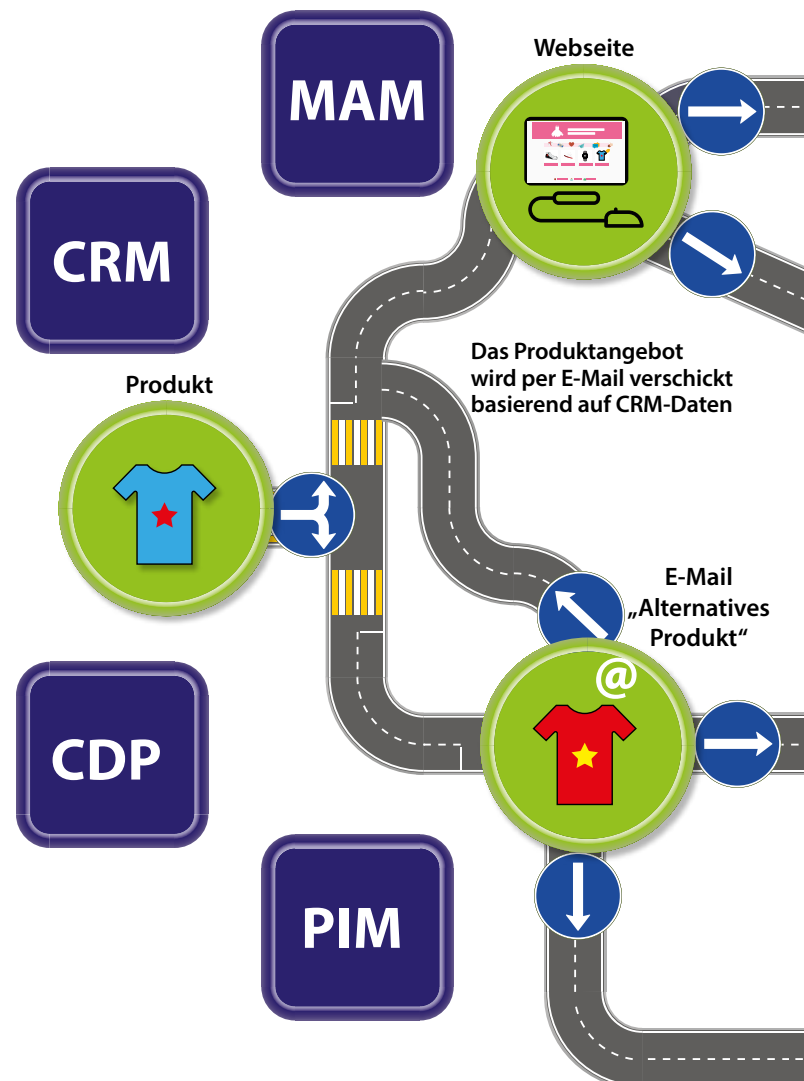 Webseite
MAM
CRM
Das Produktangebot
wird per E-Mail verschickt
basierend auf CRM-Daten
Produkt
E-Mail
„Alternatives
Produkt“
@
CDP
PIM